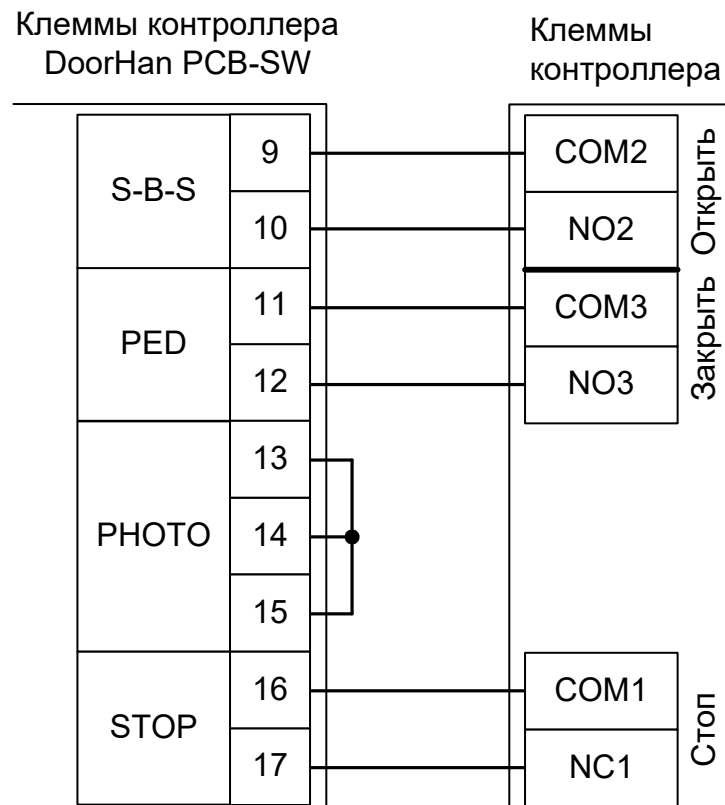 Клеммы контроллера
DoorHan PCB-SW
Клеммы
контроллера
S-B-S
9
COM2
10
NO2
Открыть
PED
11
COM3
12
NO3
Закрыть
PHOTO
13
14
15
STOP
16
COM1
17
NC1
Стоп